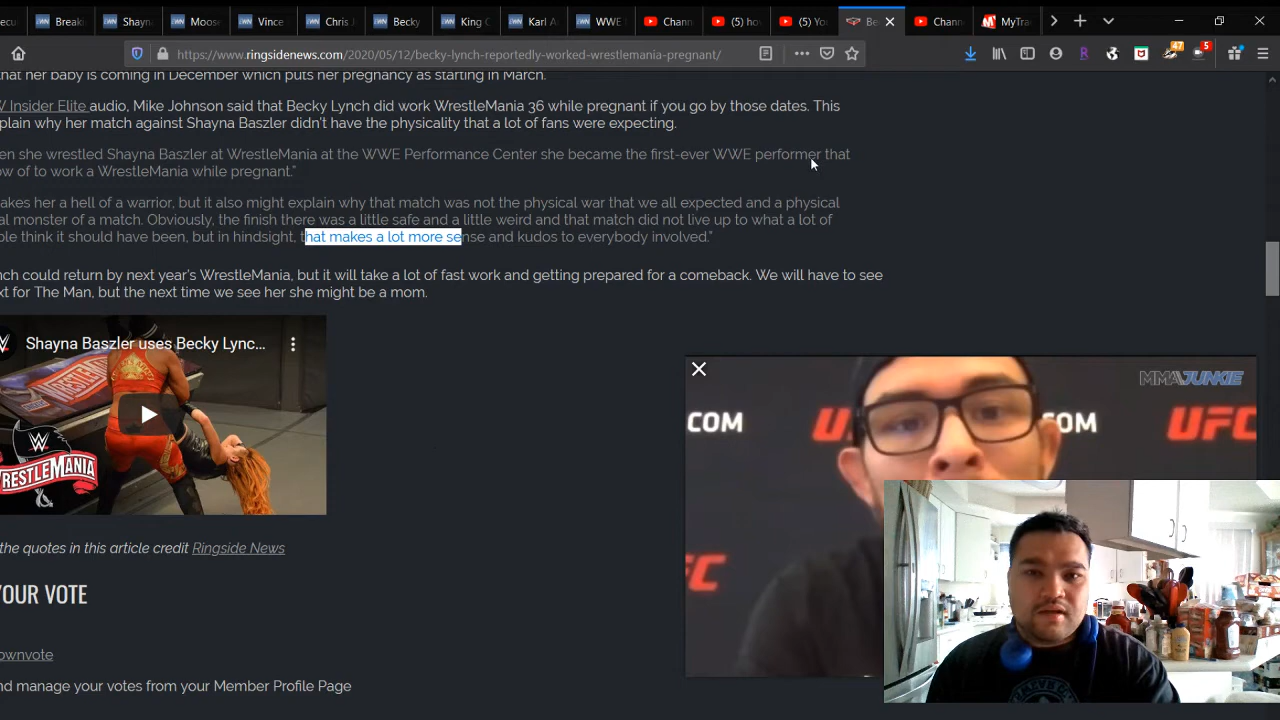 Breaki
Shayna
Moose
Vince
Chris J
Becky
King C
Karl A
WWE
Chann
(5) ho
(5) Yo
Be
Chann
MyTra
https://www.ringsidenews.com/2020/05/12/becky-lynch-reportedly-worked-wrestlemania-pregnant/
47
5
that her baby is coming in December which puts her pregnancy as starting in March.
W Insider Elite audio, Mike Johnson said that Becky Lynch did work WrestleMania 36 while pregnant if you go by those dates. This
plain why her match against Shayna Baszler didn't have the physicality that a lot of fans were expecting.
en she wrestled Shayna Baszler at WrestleMania at the WWE Performance Center she became the first-ever WWE performer that
ow of to work a WrestleMania while pregnant."
akes her a hell of a warrior, but it also might explain why that match was not the physical war that we all expected and a physical
al monster of a match. Obviously, the finish there was a little safe and a little weird and that match did not live up to what a lot of
ple think it should have been, but in hindsight, that makes a lot more sense and kudos to everybody involved."
nch could return by next year's WrestleMania, but it will take a lot of fast work and getting prepared for a comeback. We will have to see
xt for The Man, but the next time we see her she might be a mom.
Shayna Baszler uses Becky Lync...
WRESTLEMANIA
MMAJUNKIE
.COM
UFC
COM
UFC
FC
the quotes in this article credit Ringside News
YOUR VOTE
ownvote
nd manage your votes from your Member Profile Page